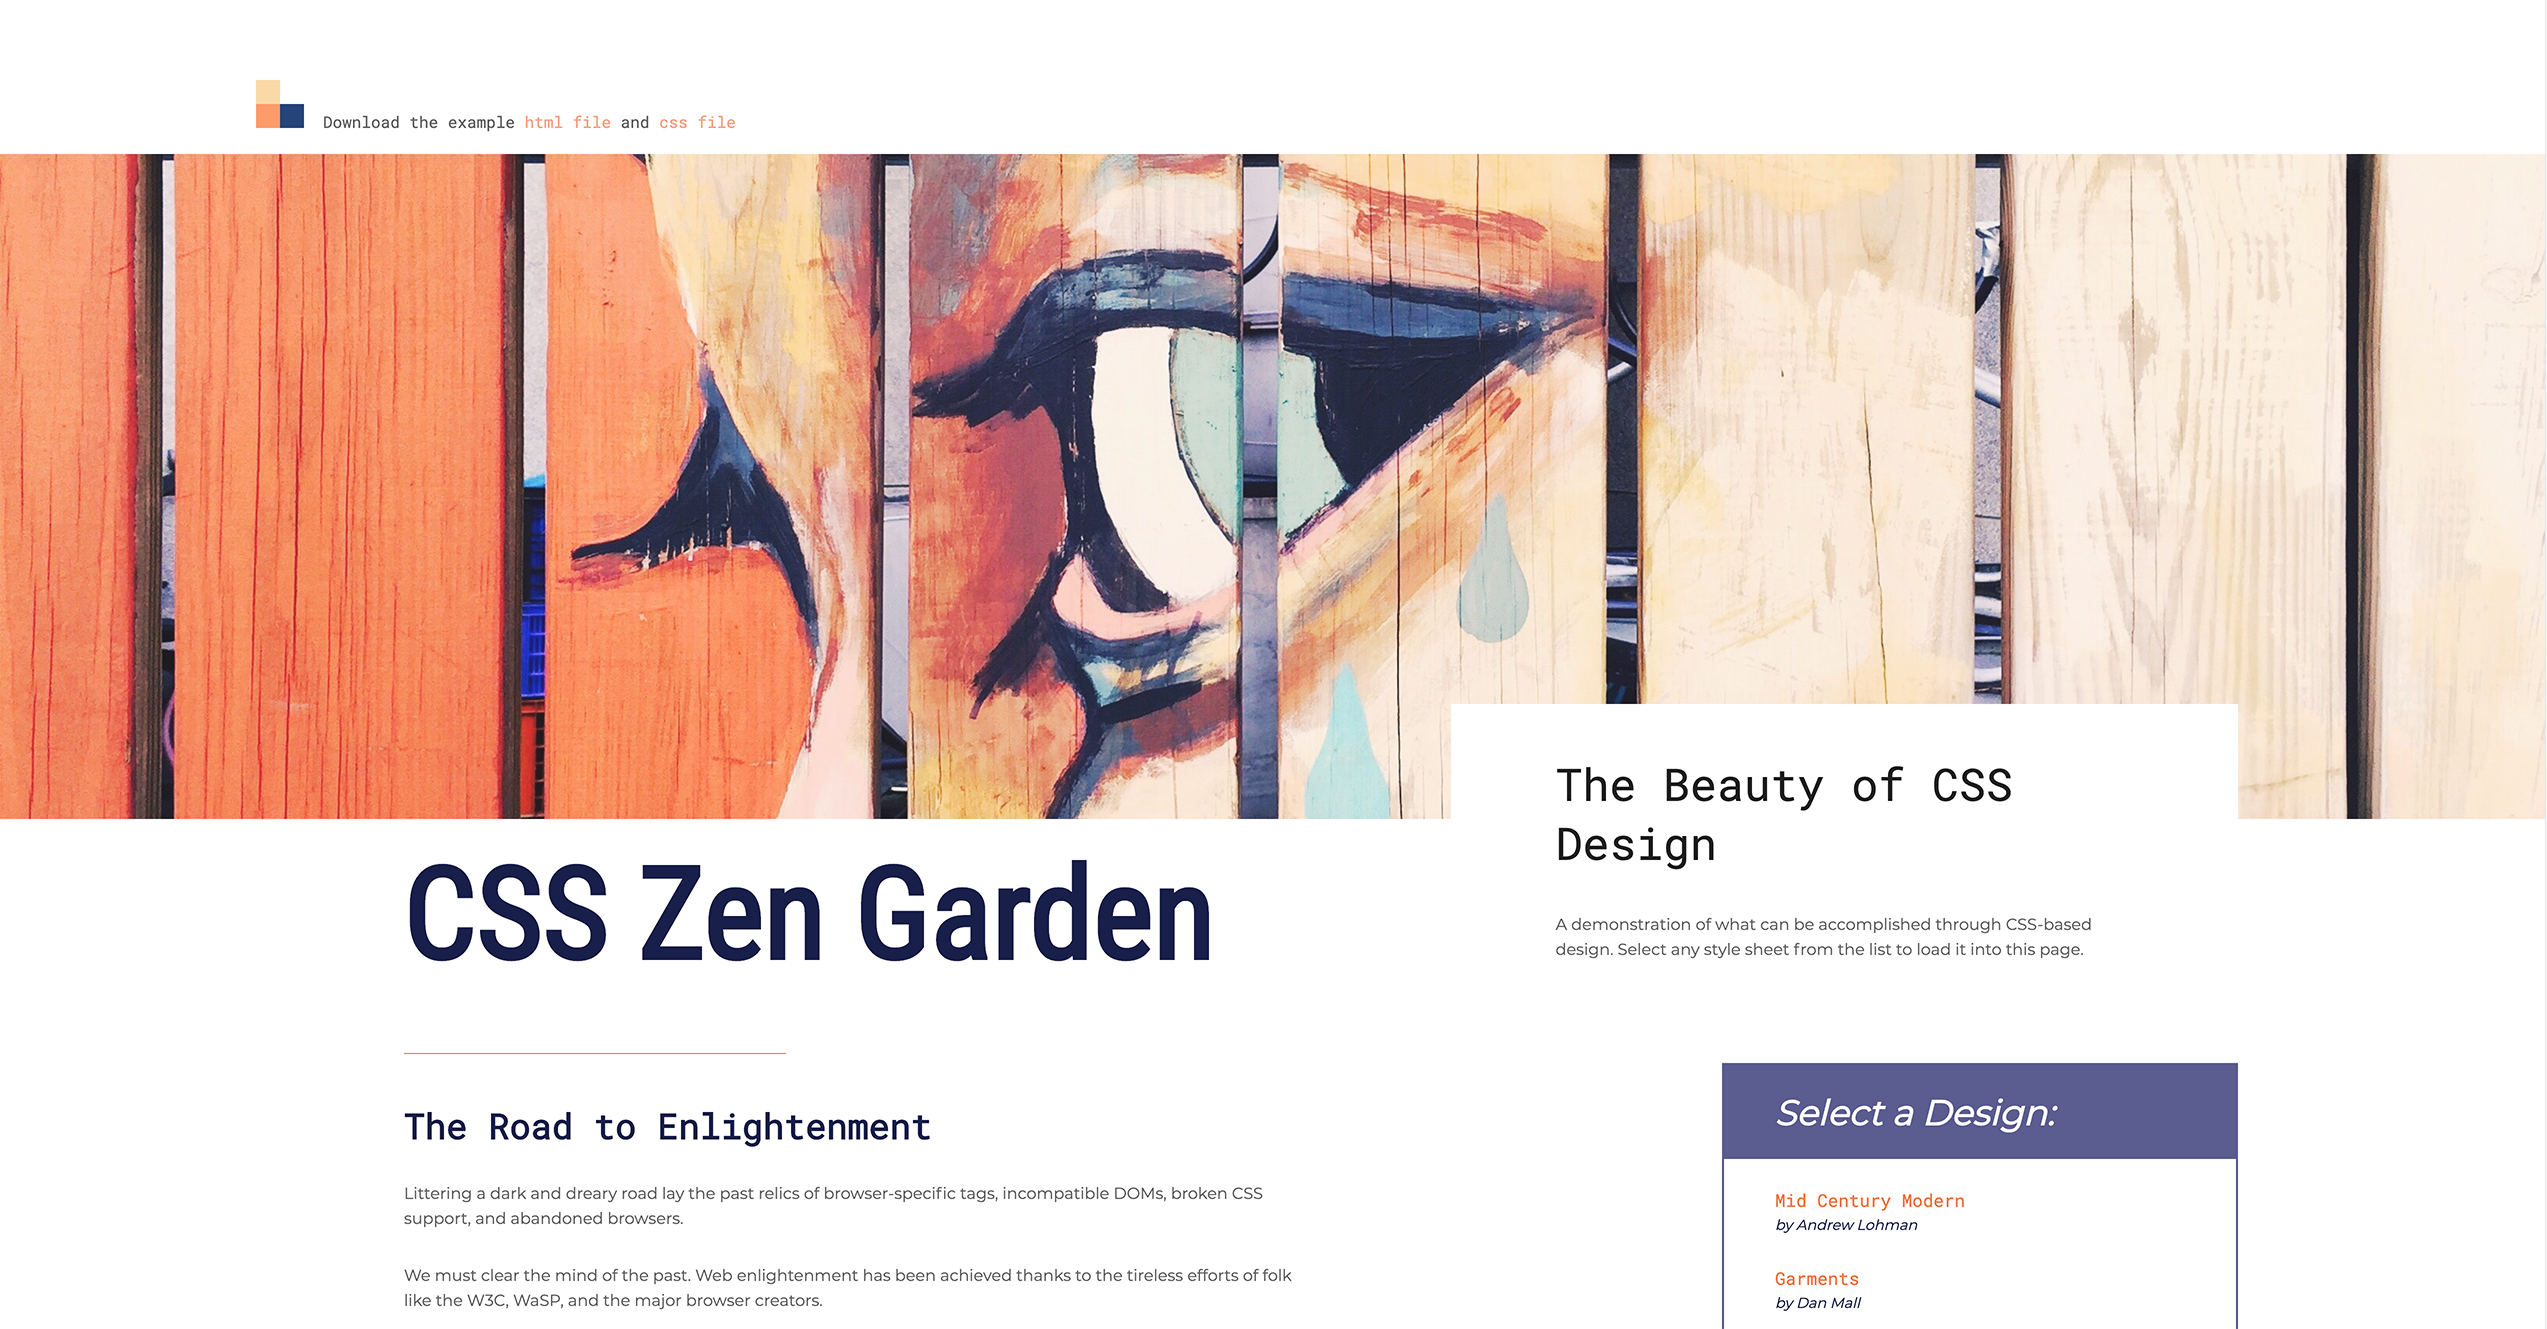 Download the example html file and css file
CSS Zen Garden
The Beauty of CSS
Design
A demonstration of what can be accomplished through CSS-based
design. Select any style sheet from the list to load it into this page.
The Road to Enlightenment
Littering a dark and dreary road lay the past relics of browser-specific tags, incompatible DOMs, broken CSS
support, and abandoned browsers.
We must clear the mind of the past. Web enlightenment has been achieved thanks to the tireless efforts of folk
like the W3C, WaSP, and the major browser creators.
Select a Design:
Mid Century Modern
by Andrew Lohman
Garments
by Dan Mall